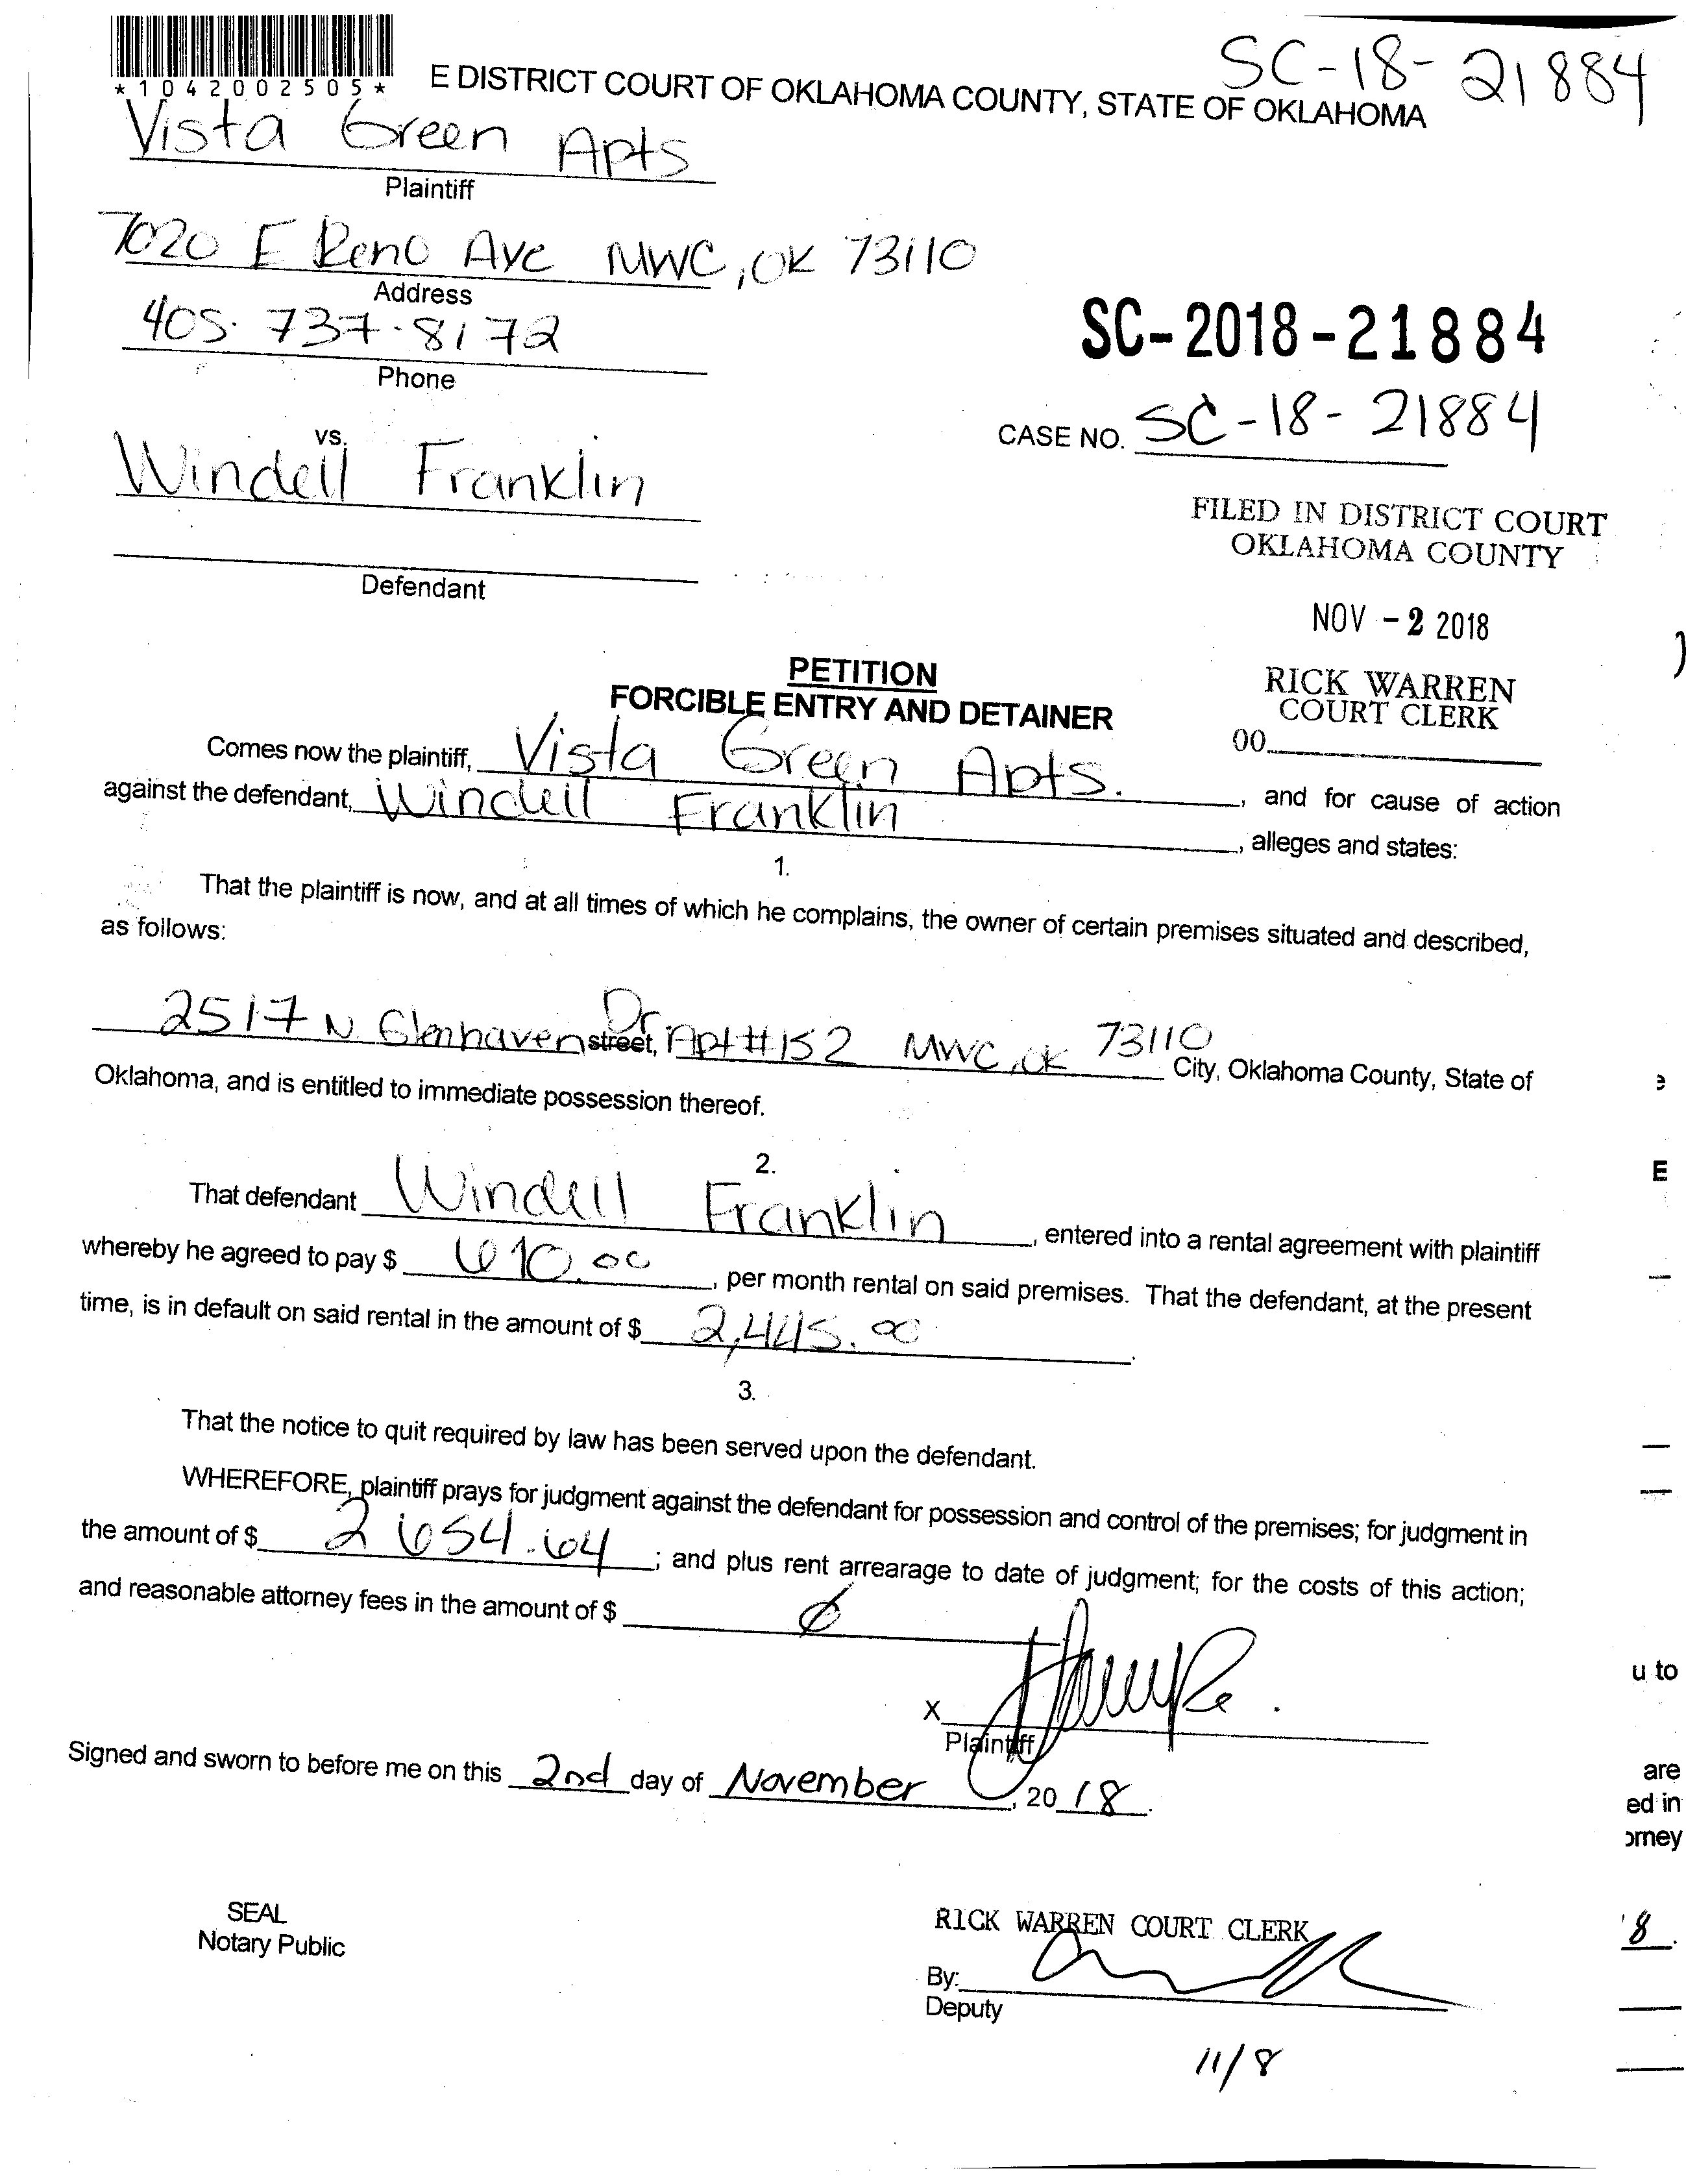 *1042002505*
SC-18-21884
E DISTRICT COURT OF OKLAHOMA COUNTY, STATE OF OKLAHOMA
Vista Green Apts
Plaintiff
7020 E Reno Ave MWC, OK 73110
Address
405.737.8172
Phone
SC-2018-21884
CASE NO. SC-18-21884
vs.
Windell Franklin
Defendant
FILED IN DISTRICT COURT
OKLAHOMA COUNTY
NOV -2 2018
RICK WARREN
COURT CLERK
00
PETITION
FORCIBLE ENTRY AND DETAINER
Comes now the plaintiff, Vista Green Apts. , and for cause of action
against the defendant, Windell Franklin , alleges and states:
1.
That the plaintiff is now, and at all times of which he complains, the owner of certain premises situated and described,
as follows:
2517 N. Glenhaven Dr street, Apt #152 MWC, OK 73110 City, Oklahoma County, State of
Oklahoma, and is entitled to immediate possession thereof.
2.
That defendant Windell Franklin , entered into a rental agreement with plaintiff
whereby he agreed to pay $ 610.00 , per month rental on said premises. That the defendant, at the present
time, is in default on said rental in the amount of $ 2,445.00.
3.
That the notice to quit required by law has been served upon the defendant.
WHEREFORE, plaintiff prays for judgment against the defendant for possession and control of the premises; for judgment in
the amount of $ 2654.64 ; and plus rent arrearage to date of judgment; for the costs of this action;
and reasonable attorney fees in the amount of $ ∅
X
Plaintiff
Signed and sworn to before me on this 2nd day of November, 20 18.
SEAL
Notary Public
RICK WARREN COURT CLERK
By:
Deputy
11/8
E
u to
are
ed in
'8.